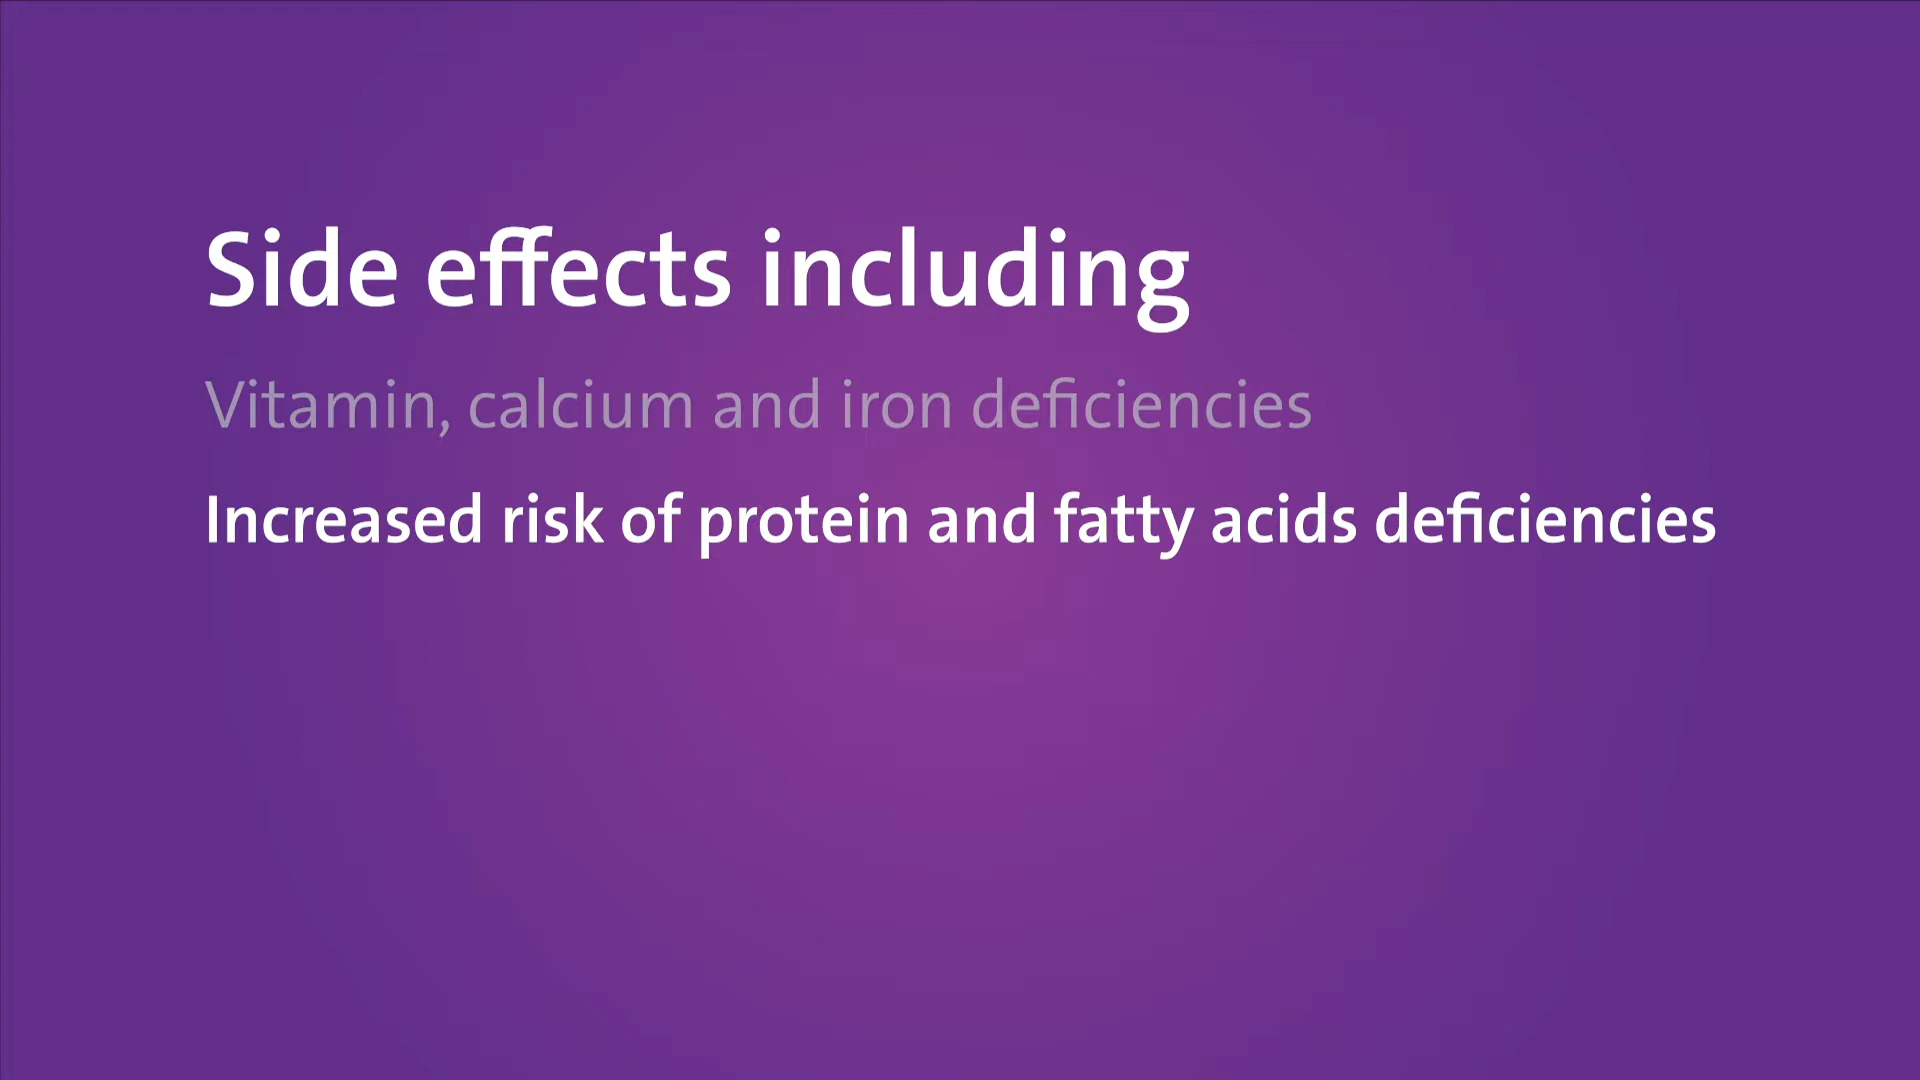 Side effects including
Vitamin, calcium and iron deficiencies
Increased risk of protein and fatty acids deficiencies